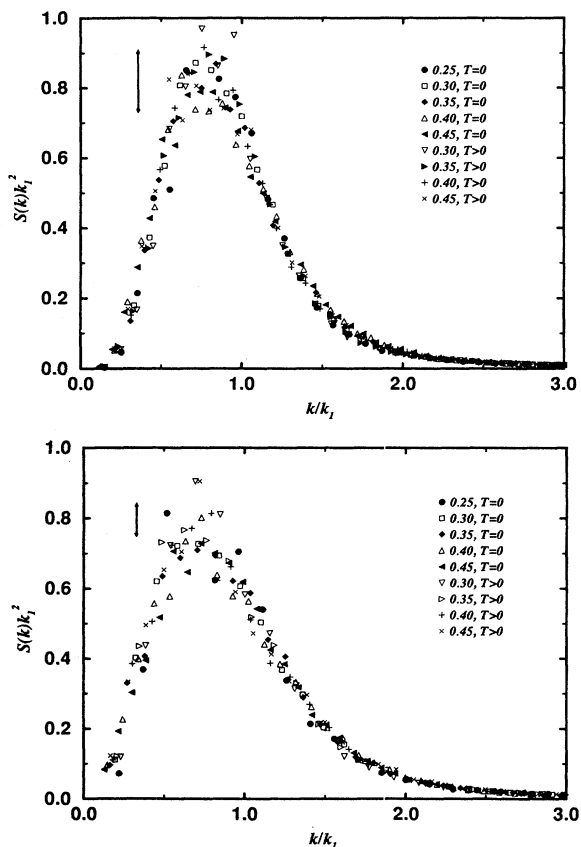 1.0
0.8
0.6
0.4
0.2
0.0
S(k)k₁²
0.25, T=0
0.30, T=0
0.35, T=0
0.40, T=0
0.45, T=0
0.30, T>0
0.35, T>0
0.40, T>0
0.45, T>0
0.0 1.0 2.0 3.0
k/k₁
1.0
0.8
0.6
0.4
0.2
0.0
S(k)k₁²
0.25, T=0
0.30, T=0
0.35, T=0
0.40, T=0
0.45, T=0
0.30, T>0
0.35, T>0
0.40, T>0
0.45, T>0
0.0 1.0 2.0 3.0
k/k₁